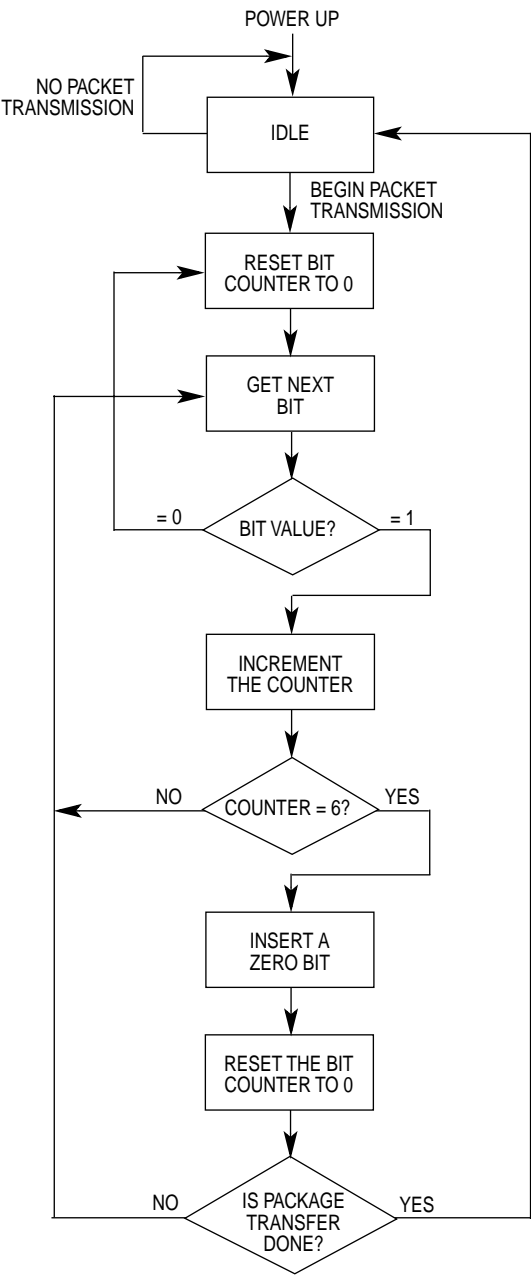 POWER UP
NO PACKET
TRANSMISSION
IDLE
BEGIN PACKET
TRANSMISSION
RESET BIT
COUNTER TO 0
GET NEXT
BIT
= 0
BIT VALUE?
= 1
INCREMENT
THE COUNTER
NO
COUNTER = 6?
YES
INSERT A
ZERO BIT
RESET THE BIT
COUNTER TO 0
NO
IS PACKAGE
TRANSFER
DONE?
YES